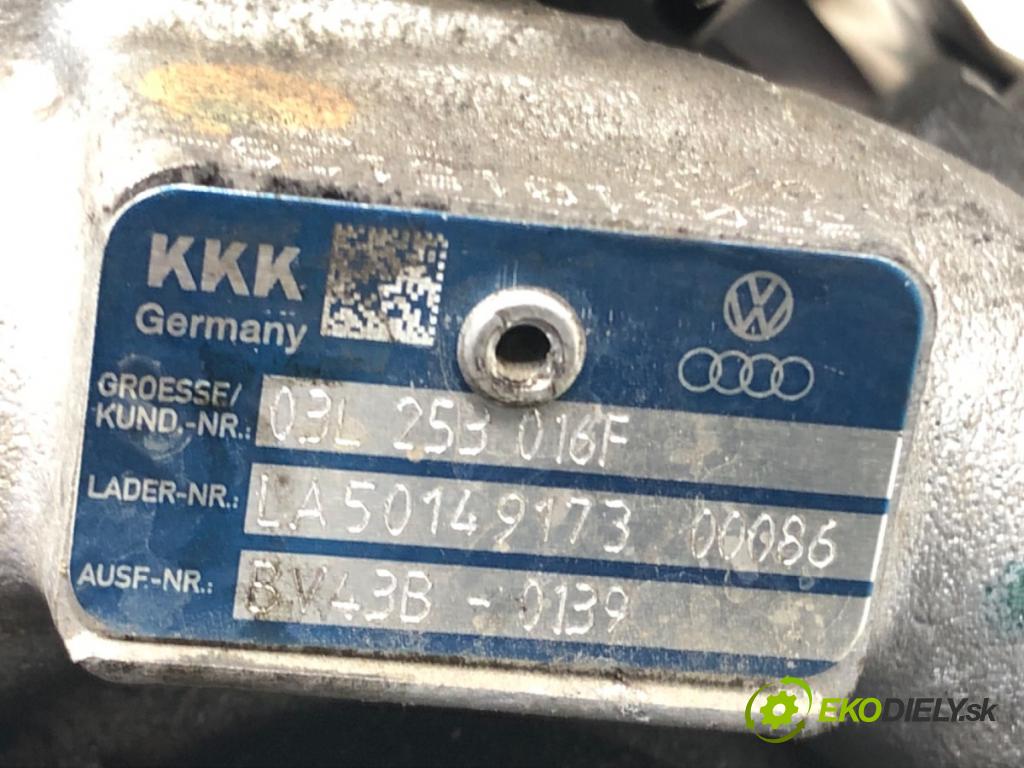 KKK
Germany
GROESSE/
KUND.-NR.: 03L 253 016F
LADER-NR.: LA50149173 00086
AUSF-NR.: BV43B - 0139
EKODIELY.sk